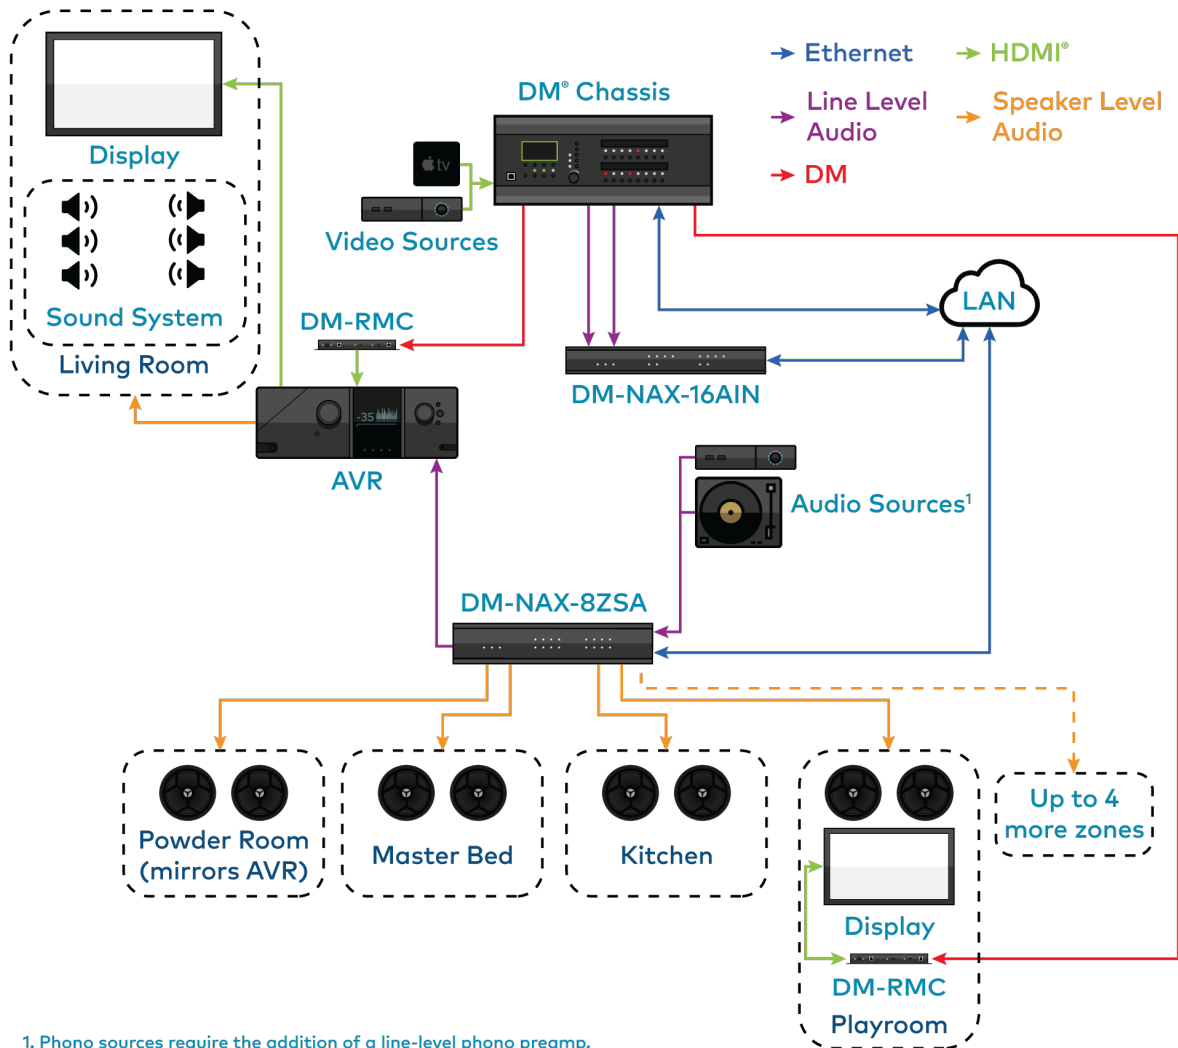 Ethernet
HDMI®
Line Level
Audio
Speaker Level
Audio
DM
DM® Chassis
tv
Video Sources
Display
Sound System
Living Room
DM-RMC
LAN
DM-NAX-16AIN
-35
AVR
Audio Sources1
DM-NAX-8ZSA
Powder Room
(mirrors AVR)
Master Bed
Kitchen
Up to 4
more zones
Display
DM-RMC
Playroom
1. Phono sources require the addition of a line-level phono preamp.